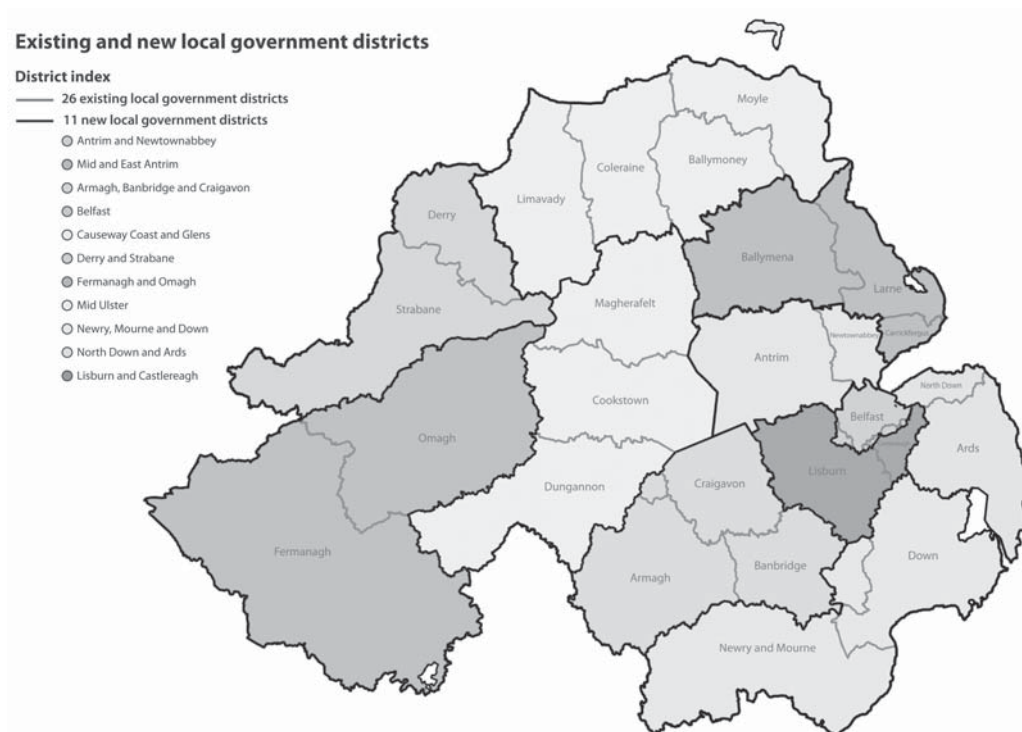 Existing and new local government districts
District index
26 existing local government districts
11 new local government districts
Antrim and Newtownabbey
Mid and East Antrim
Armagh, Banbridge and Craigavon
Belfast
Causeway Coast and Glens
Derry and Strabane
Fermanagh and Omagh
Mid Ulster
Newry, Mourne and Down
North Down and Ards
Lisburn and Castlereagh
Moyle
Coleraine
Ballymoney
Limavady
Derry
Ballymena
Larne
Strabane
Magherafelt
Carrickfergus
Newtownabbey
Antrim
North Down
Cookstown
Belfast
Omagh
Ards
Lisburn
Dungannon
Craigavon
Fermanagh
Down
Banbridge
Armagh
Newry and Mourne